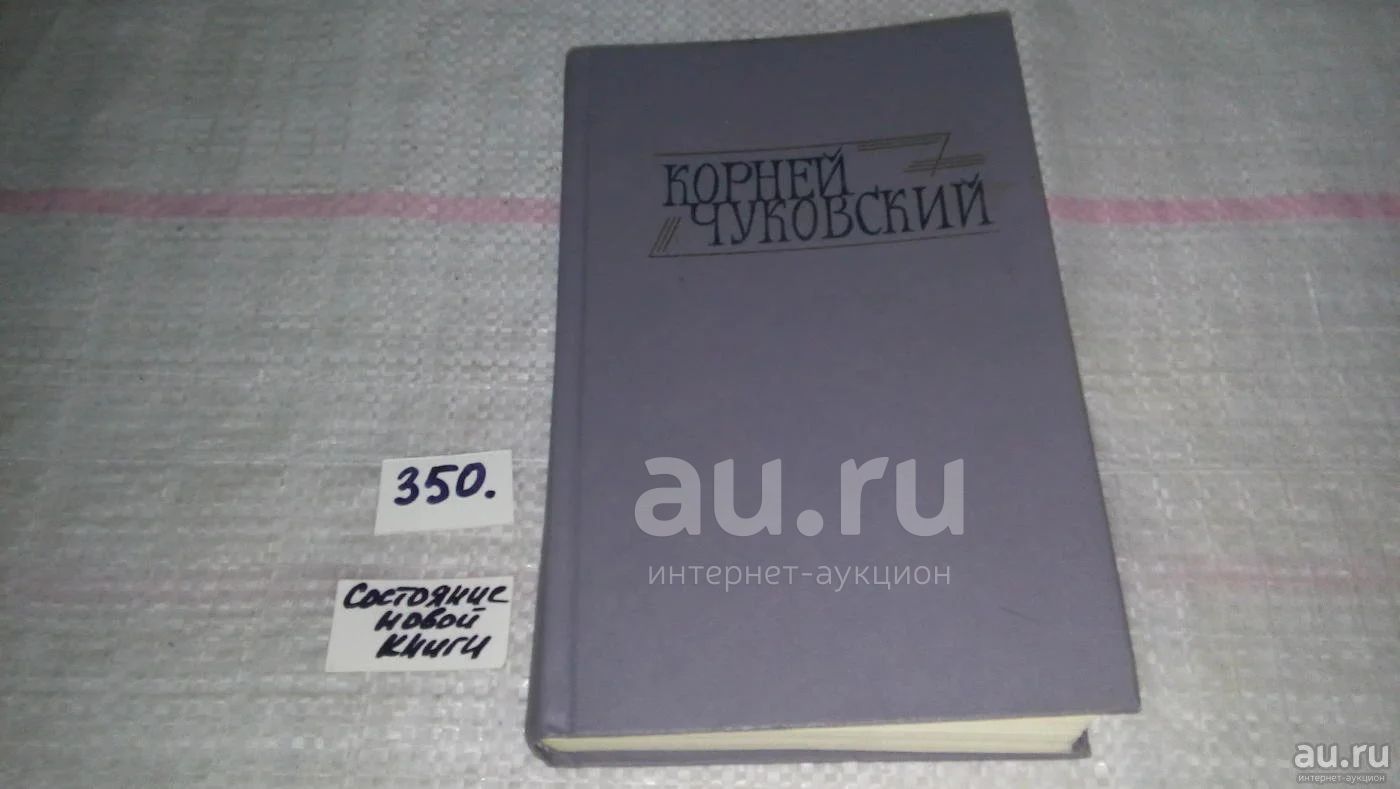 КОРНЕЙ
ЧУКОВСКИЙ
350.
Состояние
новой
книги
au.ru
интернет-аукцион
au.ru
интернет-аукцион